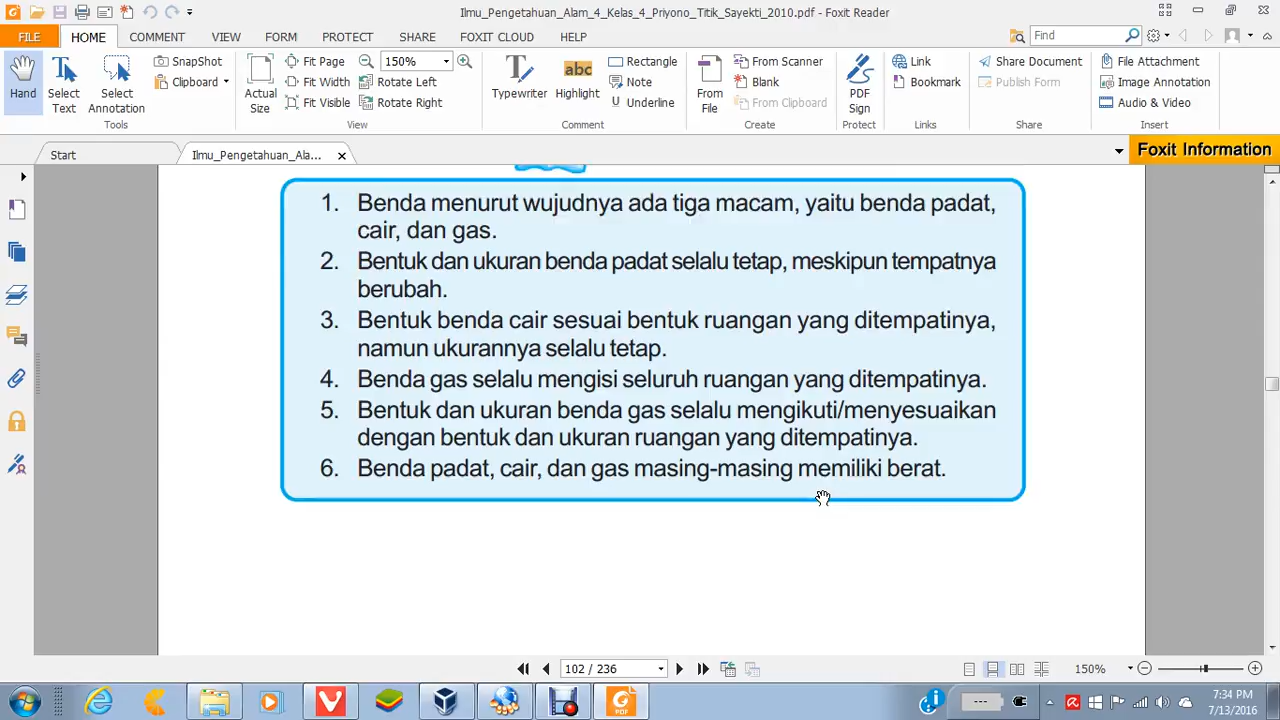 Ilmu_Pengetahuan_Alam_4_Kelas_4_Priyono_Titik_Sayekti_2010.pdf - Foxit Reader
FILE HOME COMMENT VIEW FORM PROTECT SHARE FOXIT CLOUD HELP Find
Hand
Select Text
Select Annotation
SnapShot
Clipboard
Tools
Actual Size
Fit Page
Fit Width
Fit Visible
150%
Rotate Left
Rotate Right
View
Typewriter
Highlight
Rectangle
Note
Underline
Comment
From File
From Scanner
Blank
From Clipboard
Create
PDF Sign
Protect
Link
Bookmark
Links
Share Document
Publish Form
Share
File Attachment
Image Annotation
Audio & Video
Insert
Start
Ilmu_Pengetahuan_Ala...
Foxit Information
1. Benda menurut wujudnya ada tiga macam, yaitu benda padat,
cair, dan gas.
2. Bentuk dan ukuran benda padat selalu tetap, meskipun tempatnya
berubah.
3. Bentuk benda cair sesuai bentuk ruangan yang ditempatinya,
namun ukurannya selalu tetap.
4. Benda gas selalu mengisi seluruh ruangan yang ditempatinya.
5. Bentuk dan ukuran benda gas selalu mengikuti/menyesuaikan
dengan bentuk dan ukuran ruangan yang ditempatinya.
6. Benda padat, cair, dan gas masing-masing memiliki berat.
102 / 236
150%
7:34 PM
7/13/2016